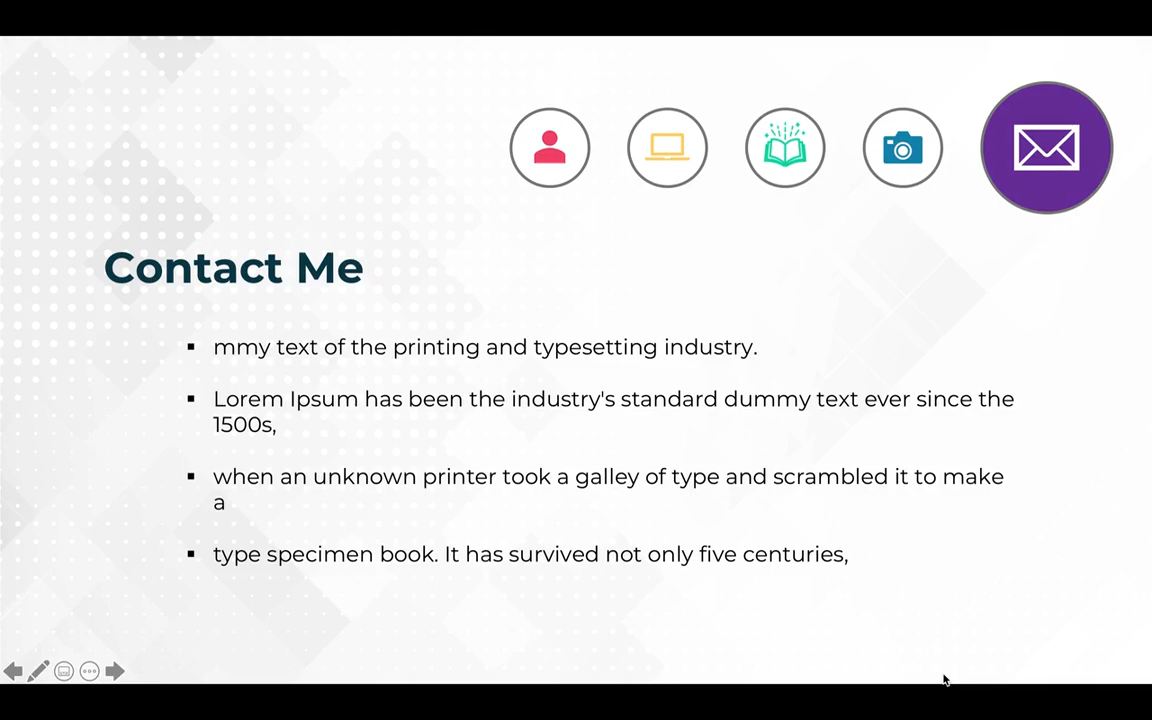 Contact Me
▪ mmy text of the printing and typesetting industry.
▪ Lorem Ipsum has been the industry's standard dummy text ever since the
1500s,
▪ when an unknown printer took a galley of type and scrambled it to make
a
▪ type specimen book. It has survived not only five centuries,